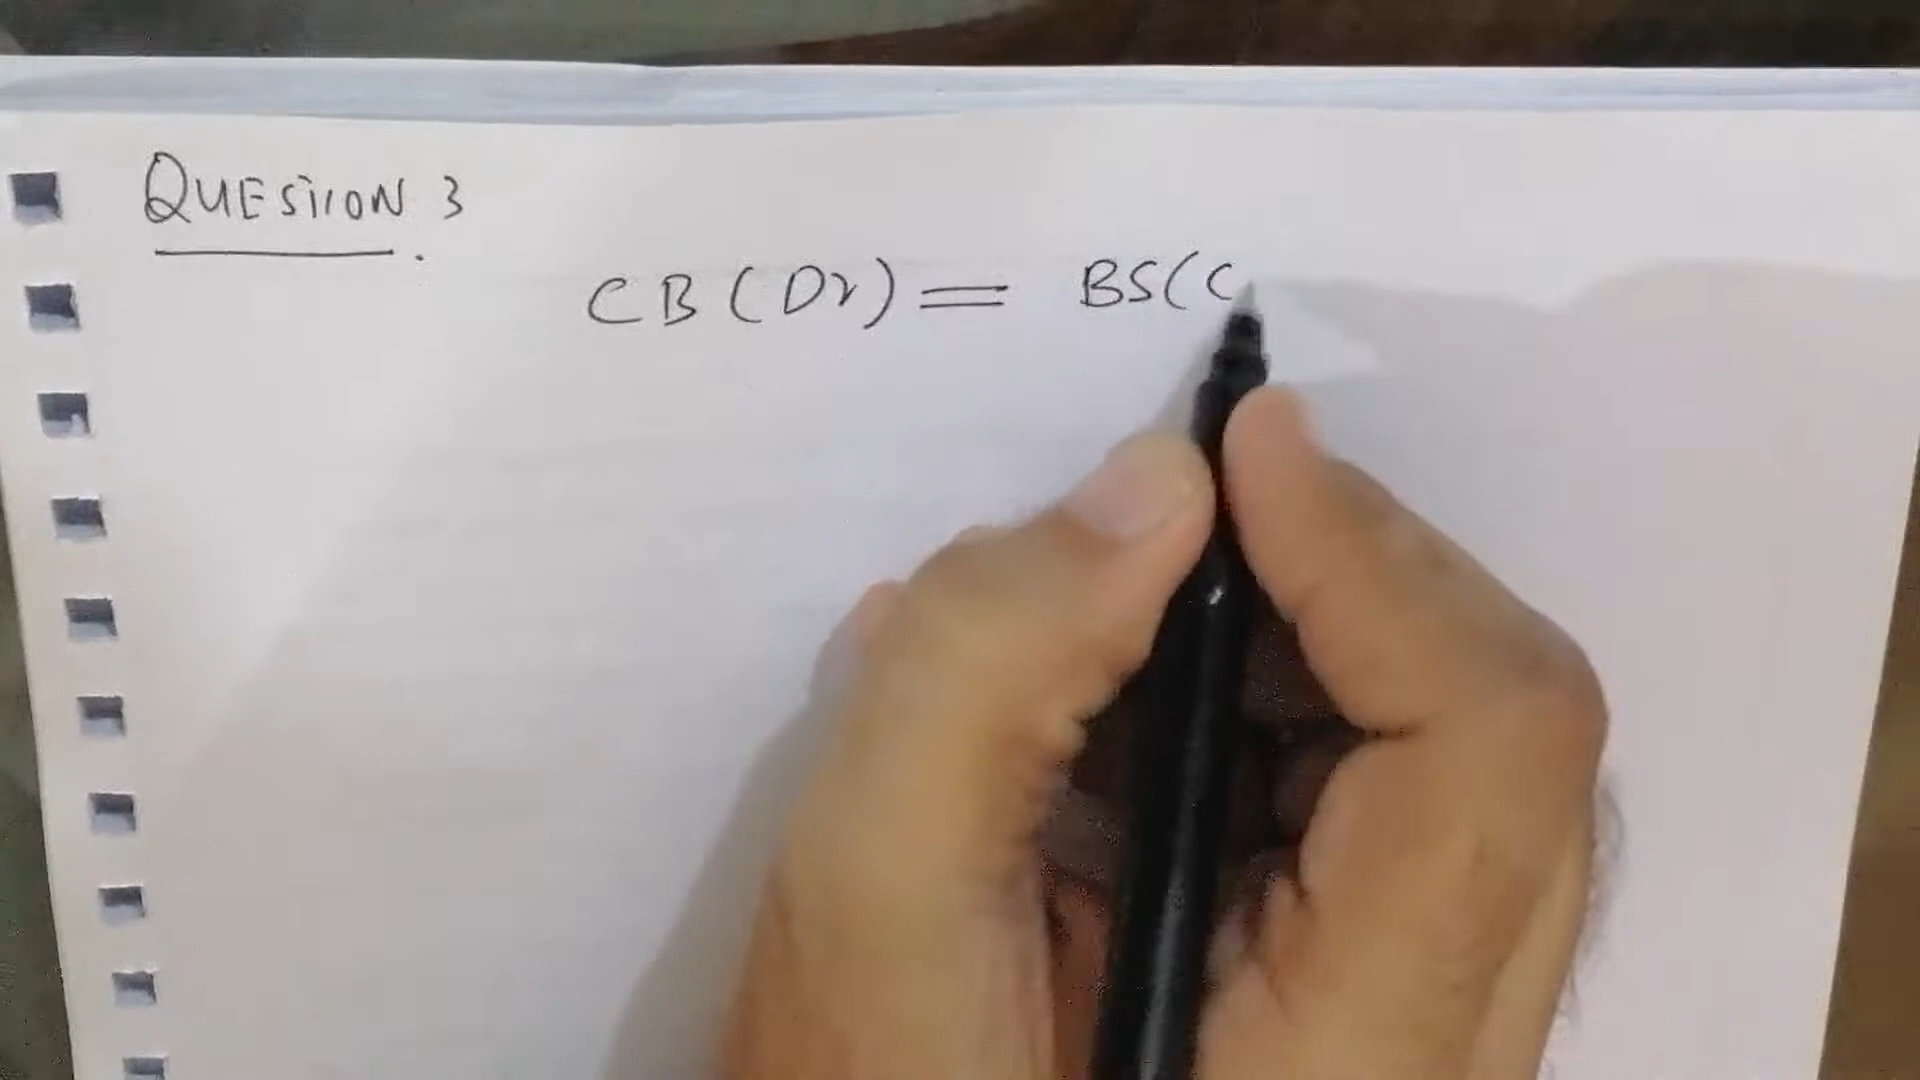 QUESTION 3
CB (Dr) = BS(C